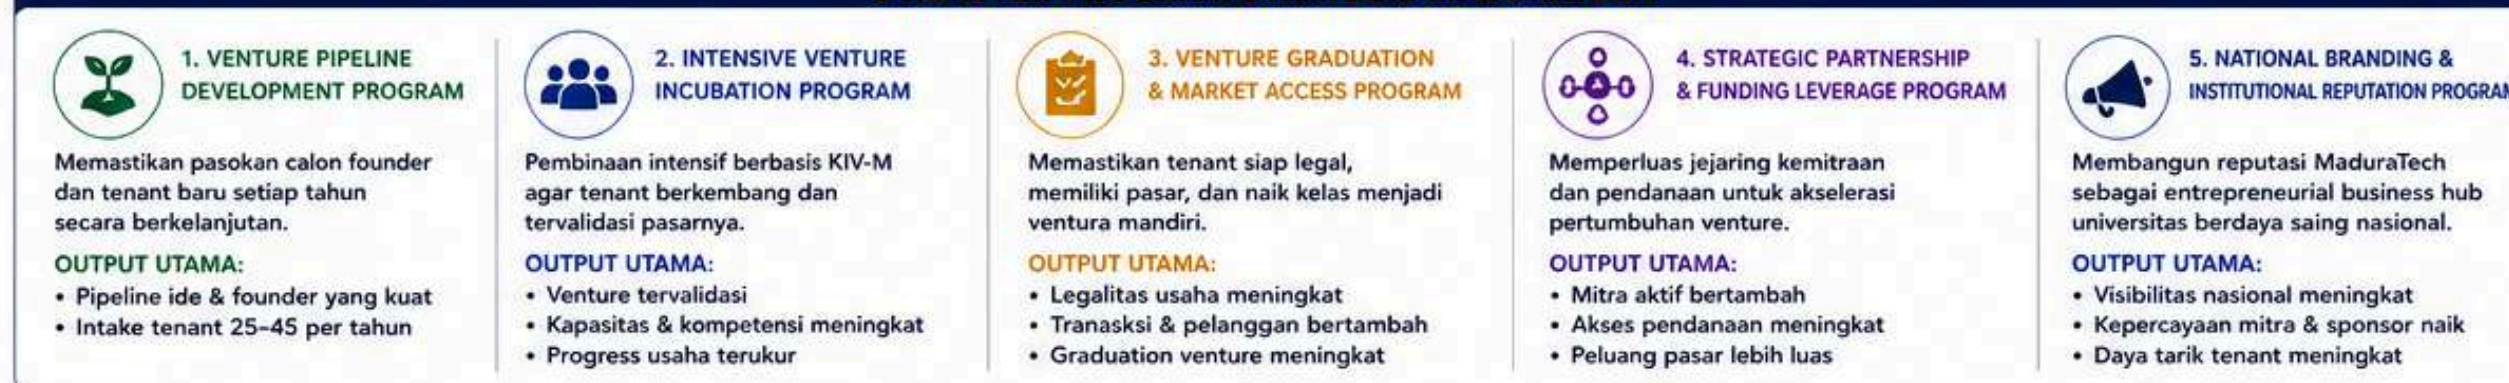 1. VENTURE PIPELINE
DEVELOPMENT PROGRAM
Memastikan pasokan calon founder
dan tenant baru setiap tahun
secara berkelanjutan.
OUTPUT UTAMA:
• Pipeline ide & founder yang kuat
• Intake tenant 25–45 per tahun
2. INTENSIVE VENTURE
INCUBATION PROGRAM
Pembinaan intensif berbasis KIV-M
agar tenant berkembang dan
tervalidasi pasarnya.
OUTPUT UTAMA:
• Venture tervalidasi
• Kapasitas & kompetensi meningkat
• Progress usaha terukur
3. VENTURE GRADUATION
& MARKET ACCESS PROGRAM
Memastikan tenant siap legal,
memiliki pasar, dan naik kelas menjadi
ventura mandiri.
OUTPUT UTAMA:
• Legalitas usaha meningkat
• Tranasksi & pelanggan bertambah
• Graduation venture meningkat
4. STRATEGIC PARTNERSHIP
& FUNDING LEVERAGE PROGRAM
Memperluas jejaring kemitraan
dan pendanaan untuk akselerasi
pertumbuhan venture.
OUTPUT UTAMA:
• Mitra aktif bertambah
• Akses pendanaan meningkat
• Peluang pasar lebih luas
5. NATIONAL BRANDING &
INSTITUTIONAL REPUTATION PROGRAM
Membangun reputasi MaduraTech
sebagai entrepreneurial business hub
universitas berdaya saing nasional.
OUTPUT UTAMA:
• Visibilitas nasional meningkat
• Kepercayaan mitra & sponsor naik
• Daya tarik tenant meningkat